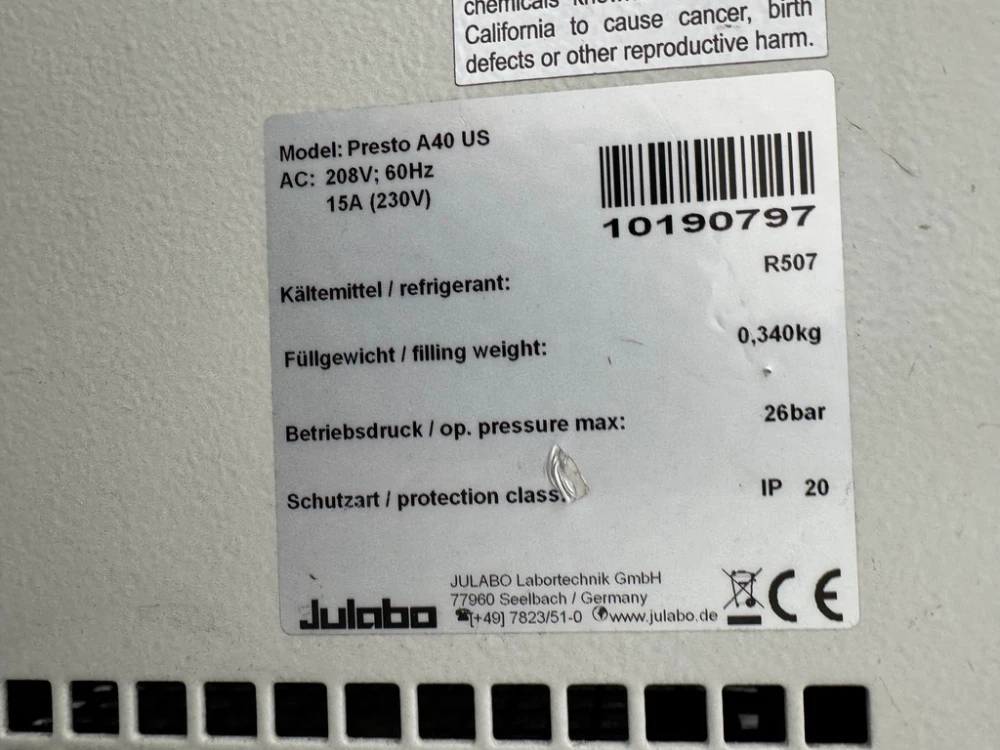 chemicals
California to cause cancer, birth
defects or other reproductive harm.
Model: Presto A40 US
AC: 208V; 60Hz
15A (230V)
10190797
Kältemittel / refrigerant: R507
Füllgewicht / filling weight: 0,340kg
Betriebsdruck / op. pressure max: 26bar
Schutzart / protection class: IP 20
Julabo
JULABO Labortechnik GmbH
77960 Seelbach / Germany
☎[+49] 7823/51-0 www.julabo.de
CE